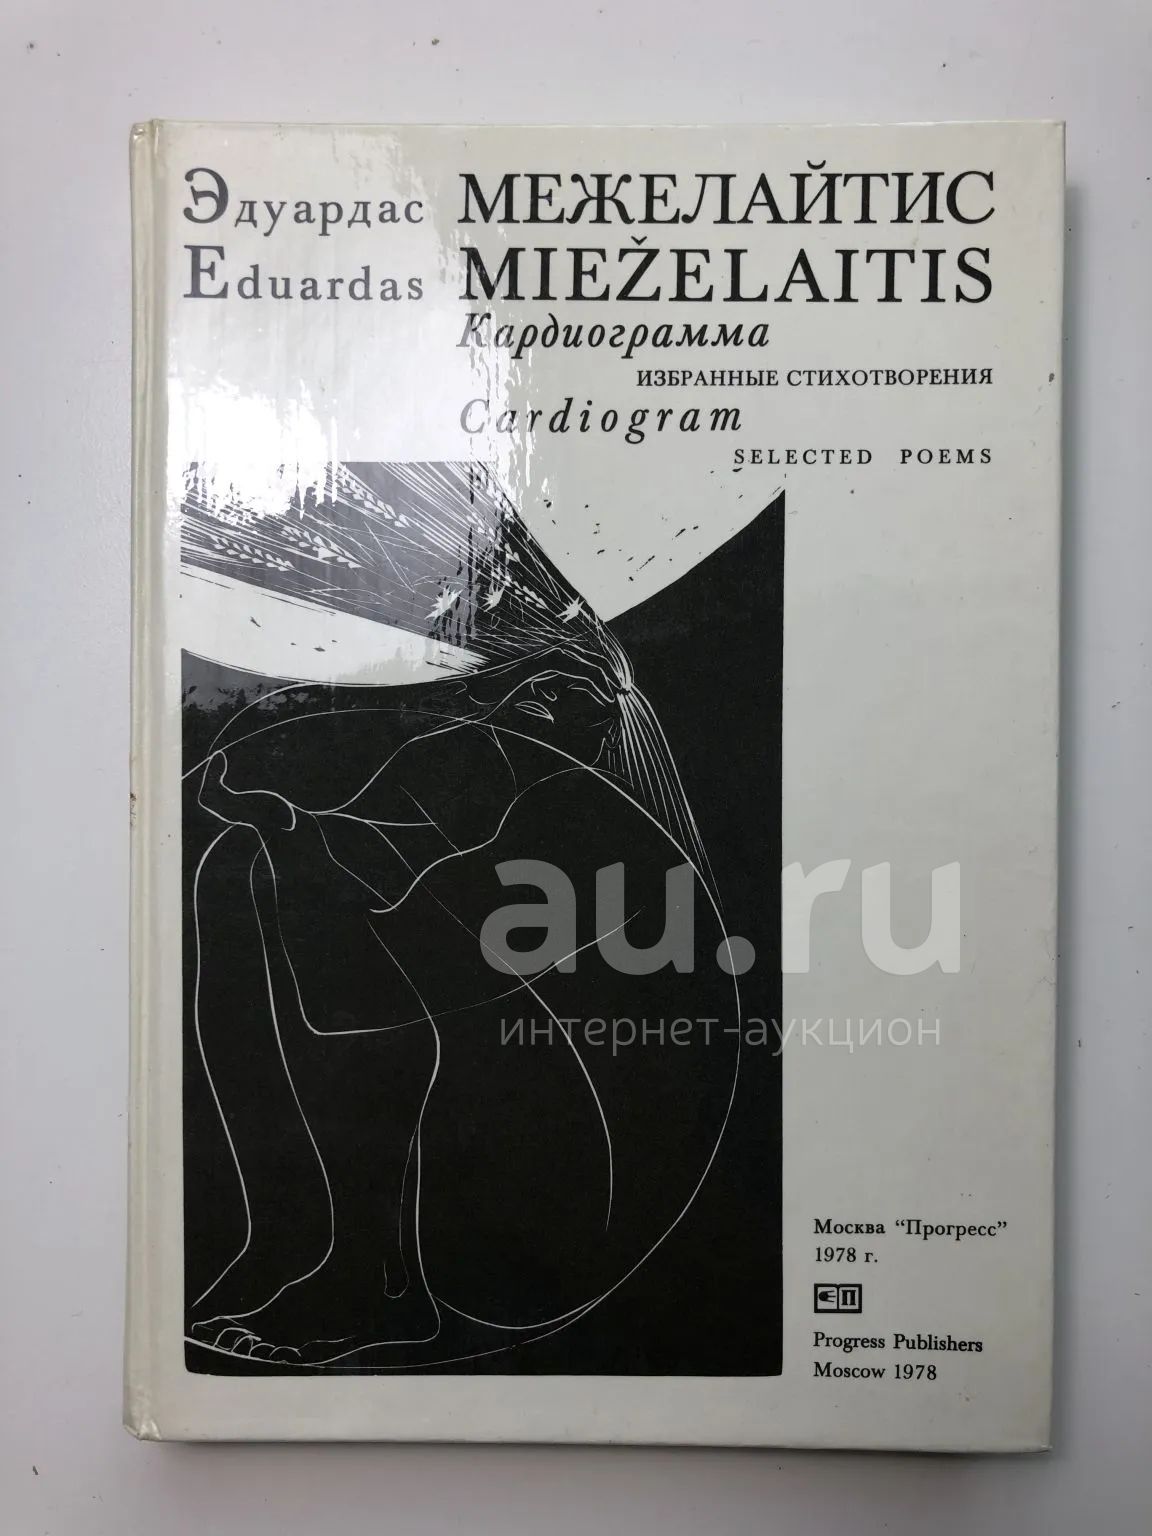 Эдуардас МЕЖЕЛАЙТИС
Eduardas MIEŽELAITIS
Кардиограмма
ИЗБРАННЫЕ СТИХОТВОРЕНИЯ
Cardiogram
SELECTED POEMS
au.ru
интернет-аукцион
Москва "Прогресс"
1978 г.
П
Progress Publishers
Moscow 1978